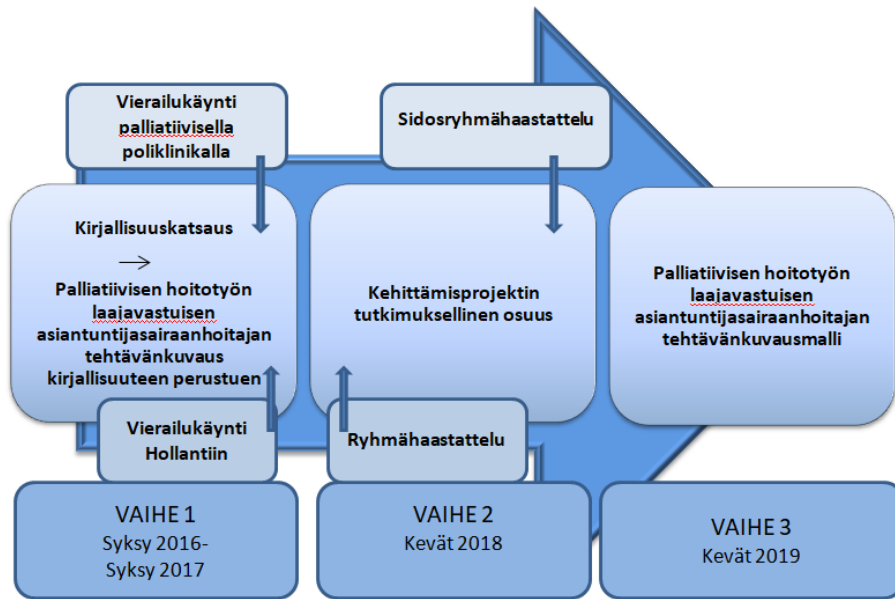 Vierailukäynti
palliatiivisella
poliklinikalla
Sidosryhmähaastattelu
Kirjallisuuskatsaus
→
Palliatiivisen hoitotyön
laajavastuisen
asiantuntijasairaanhoitajan
tehtävänkuvaus
kirjallisuuteen perustuen
Kehittämisprojektin
tutkimuksellinen osuus
Palliatiivisen hoitotyön
laajavastuisen
asiantuntijasairaanhoitajan
tehtävänkuvausmalli
Vierailukäynti
Hollantiin
Ryhmähaastattelu
VAIHE 1
Syksy 2016-
Syksy 2017
VAIHE 2
Kevät 2018
VAIHE 3
Kevät 2019